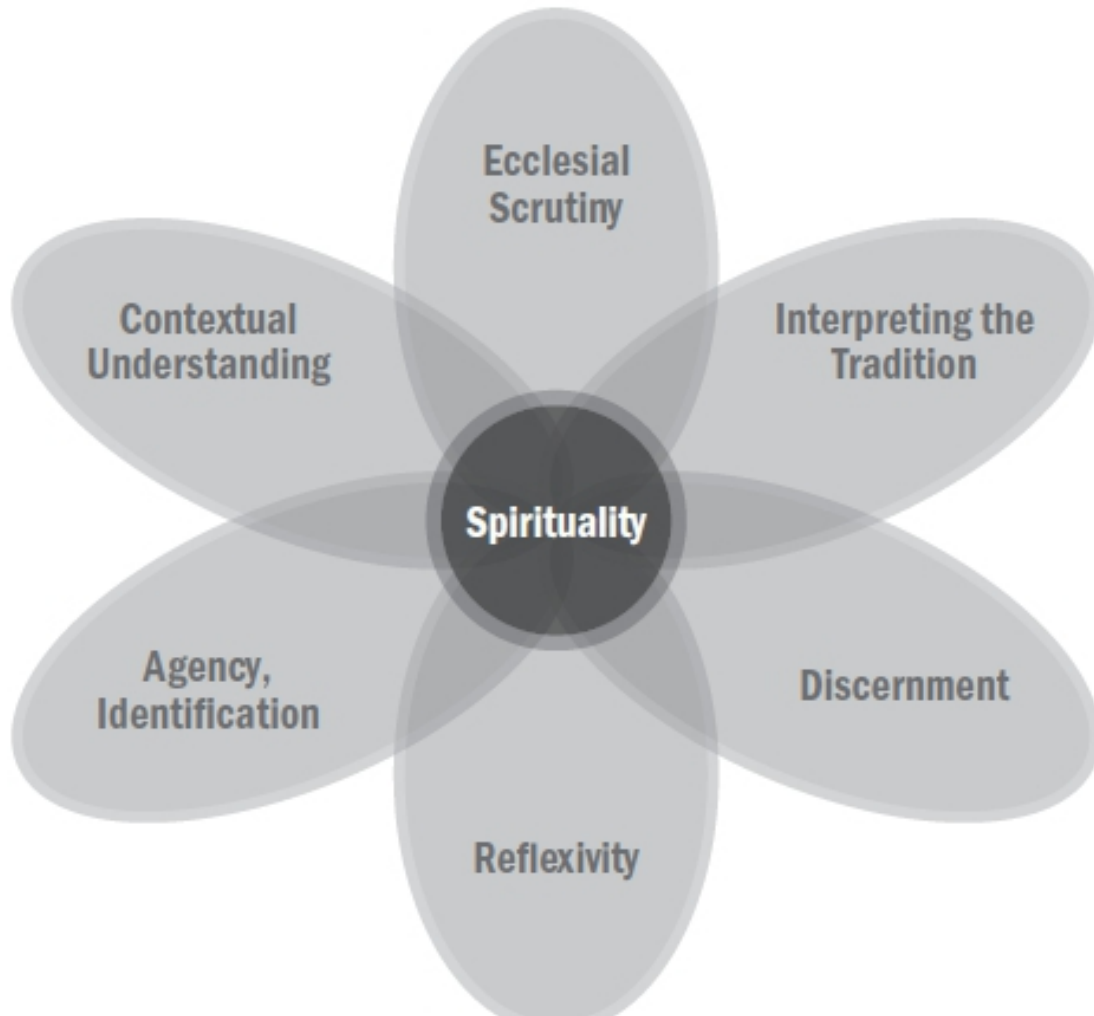 Ecclesial
Scrutiny
Contextual
Understanding
Interpreting the
Tradition
Spirituality
Agency,
Identification
Discernment
Reflexivity